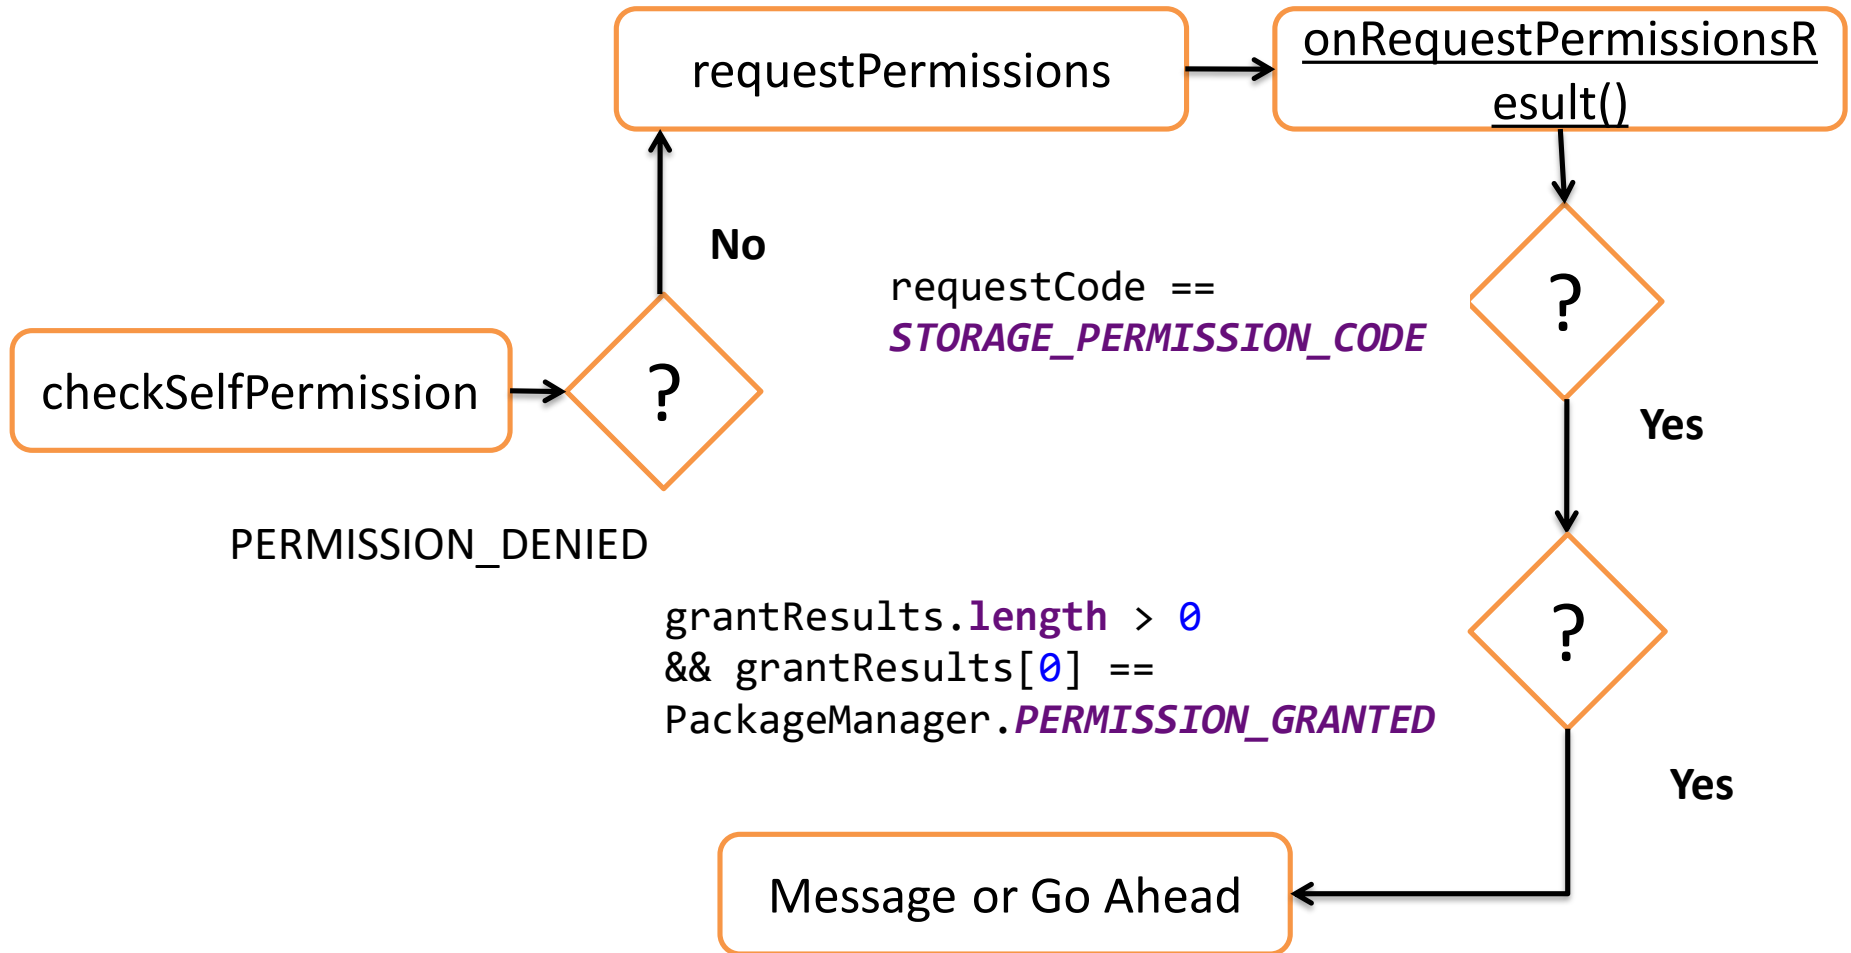 requestPermissions
onRequestPermissionsR
esult()
No
requestCode ==
STORAGE_PERMISSION_CODE
?
checkSelfPermission
?
Yes
PERMISSION_DENIED
grantResults.length > 0
&& grantResults[0] ==
PackageManager.PERMISSION_GRANTED
?
Yes
Message or Go Ahead